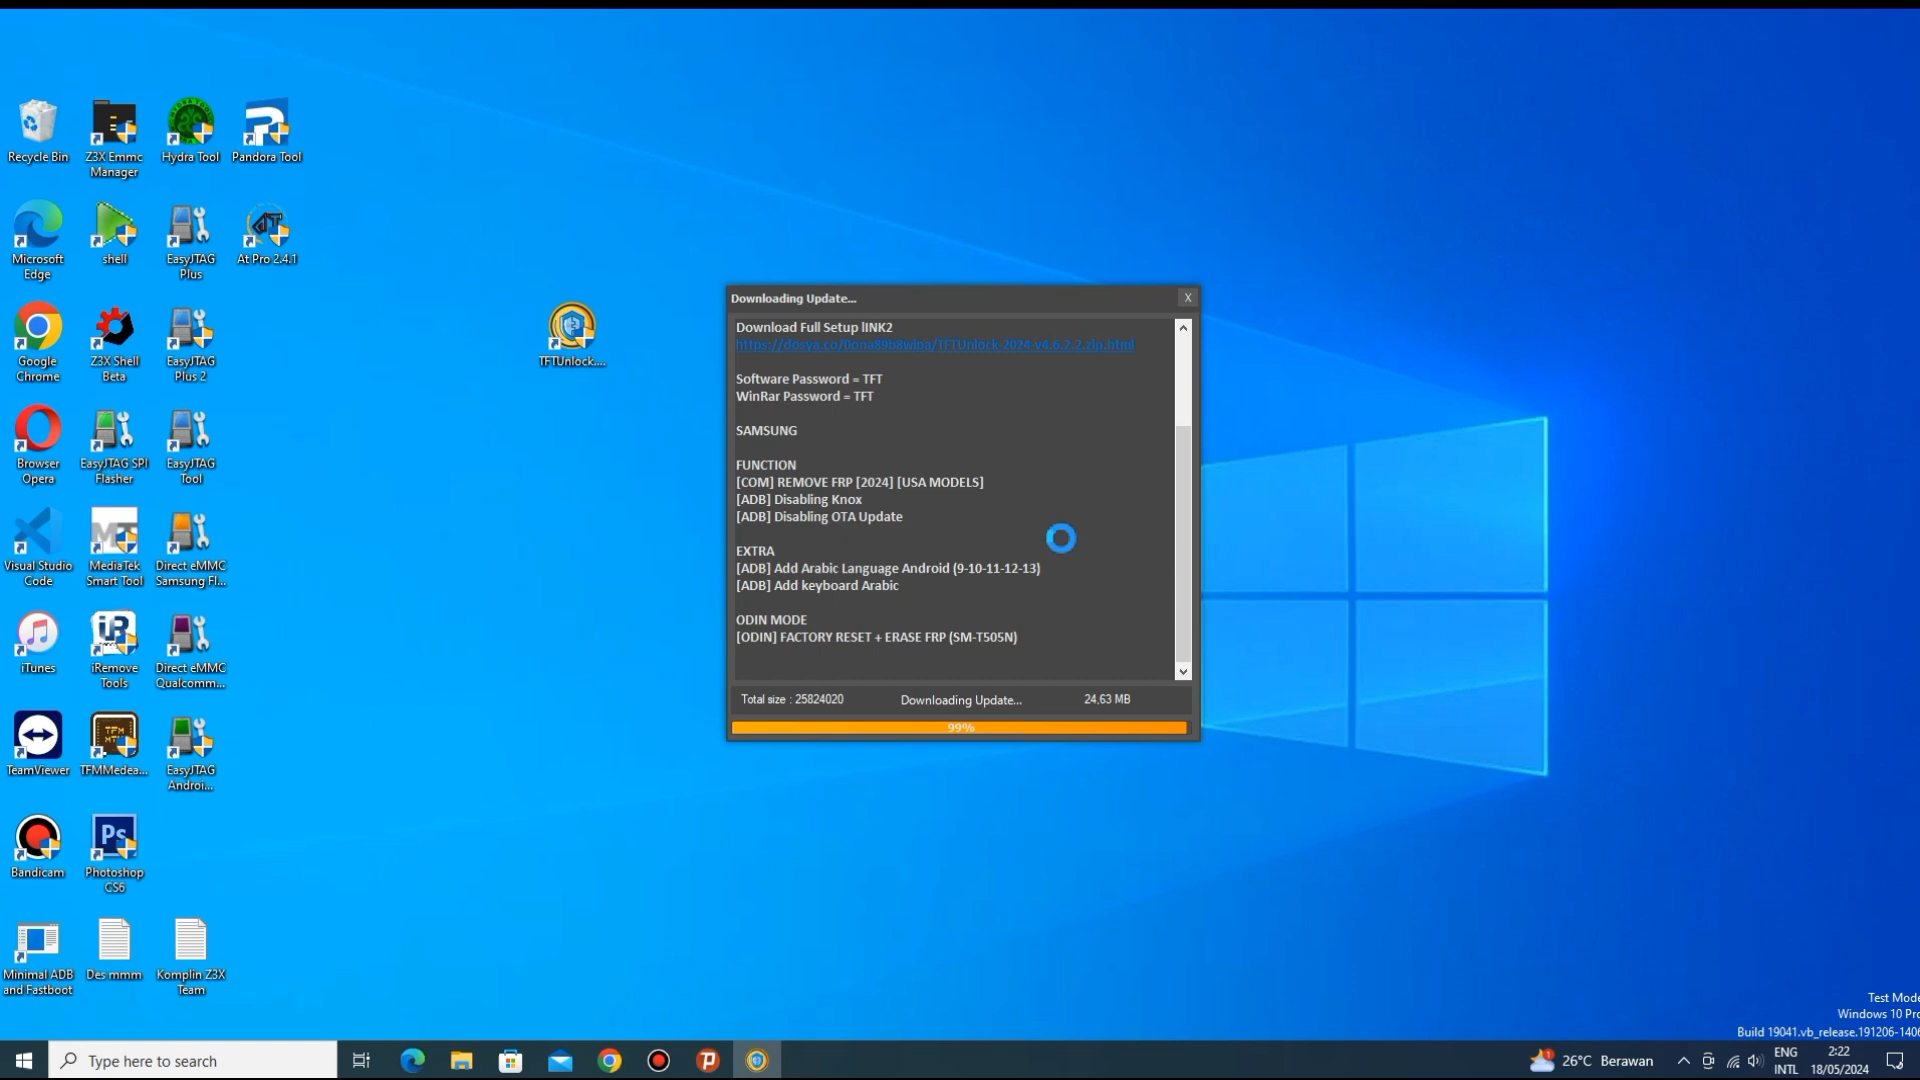 Recycle Bin
Z3X Emmc
Manager
Hydra Tool
Pandora Tool
Microsoft
Edge
shell
EasyJTAG
Plus
At Pro 2.4.1
Google
Chrome
Z3X Shell
Beta
EasyJTAG
Plus 2
TFTUnlock....
Browser
Opera
EasyJTAG SPI
Flasher
EasyJTAG
Tool
Visual Studio
Code
MediaTek
Smart Tool
Direct eMMC
Samsung Fl...
iTunes
iRemove
Tools
Direct eMMC
Qualcomm...
TeamViewer
TFMMedea...
EasyJTAG
Androi...
Bandicam
Photoshop
CS6
Minimal ADB
and Fastboot
Des mmm
Komplin Z3X
Team
Downloading Update...
X
Download Full Setup lINK2
https://dosya.co/0ona89b8wipa/TFTUnlock-2024-v4.6.2.2.zip.html
Software Password = TFT
WinRar Password = TFT
SAMSUNG
FUNCTION
[COM] REMOVE FRP [2024] [USA MODELS]
[ADB] Disabling Knox
[ADB] Disabling OTA Update
EXTRA
[ADB] Add Arabic Language Android (9-10-11-12-13)
[ADB] Add keyboard Arabic
ODIN MODE
[ODIN] FACTORY RESET + ERASE FRP (SM-T505N)
Total size : 25824020
Downloading Update...
24,63 MB
99%
Test Mode
Windows 10 Pro
Build 19041.vb_release.191206-1406
Type here to search
26°C Berawan
ENG
INTL
2:22
18/05/2024